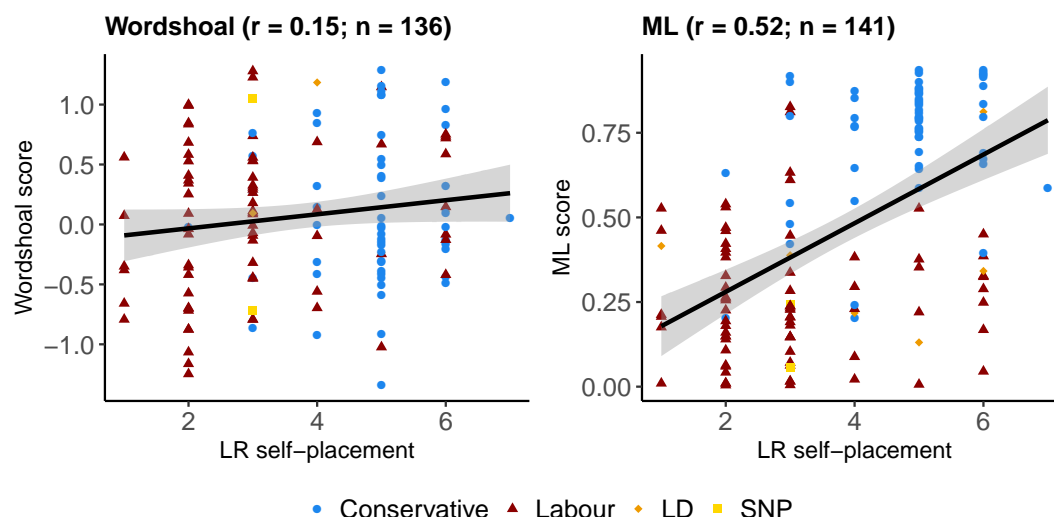 Wordshoal (r = 0.15; n = 136)
Wordshoal score
1.0
0.5
0.0
−0.5
−1.0
2 4 6
LR self−placement
ML (r = 0.52; n = 141)
ML score
0.75
0.50
0.25
0.00
2 4 6
LR self−placement
Conservative Labour LD SNP